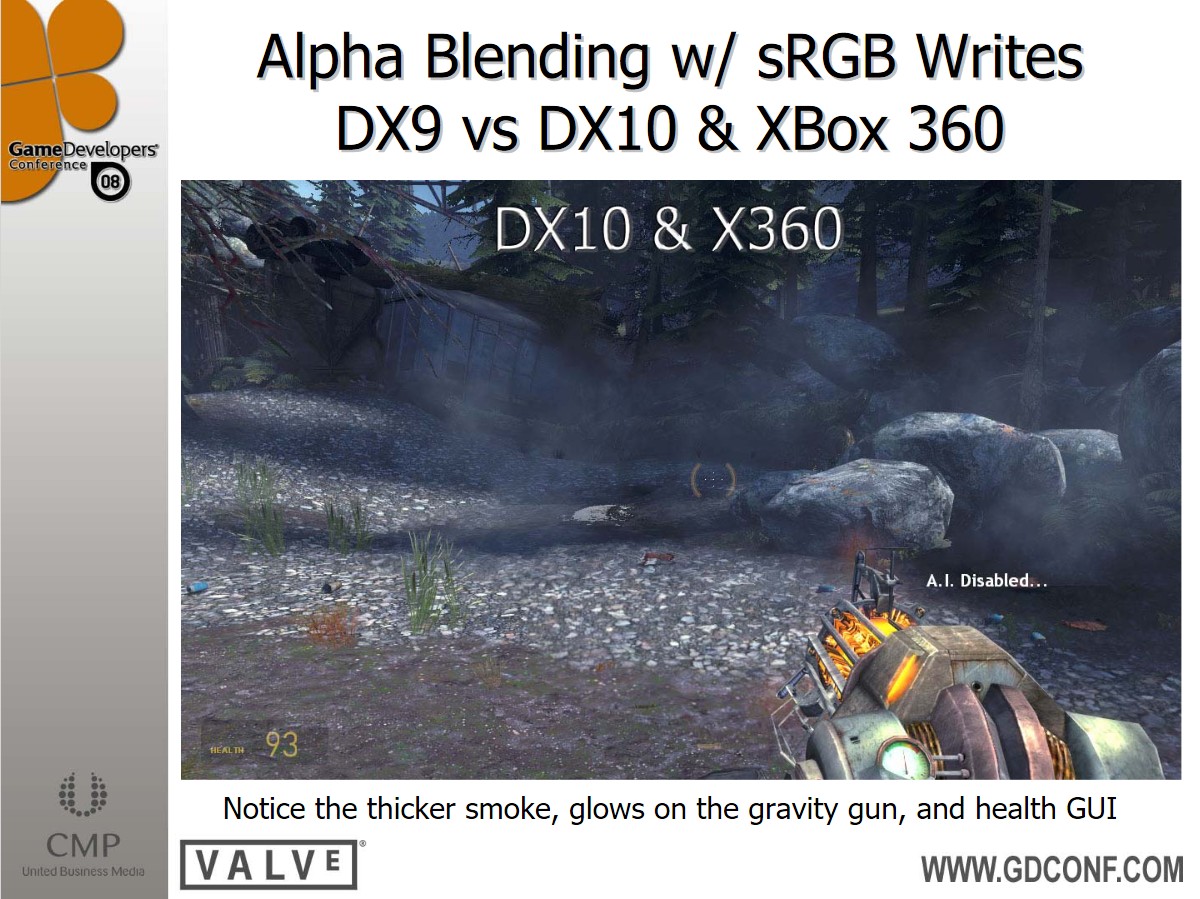 Alpha Blending w/ sRGB Writes
DX9 vs DX10 & XBox 360
GameDevelopers®
Conference
08
DX10 & X360
A.I. Disabled...
HEALTH 93
Notice the thicker smoke, glows on the gravity gun, and health GUI
CMP
United Business Media
VALVE®
WWW.GDCONF.COM